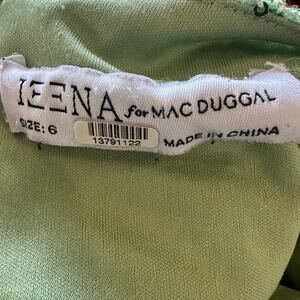 IEENA for MAC DUGGAL
SIZE: 6
13791122
MADE IN CHINA